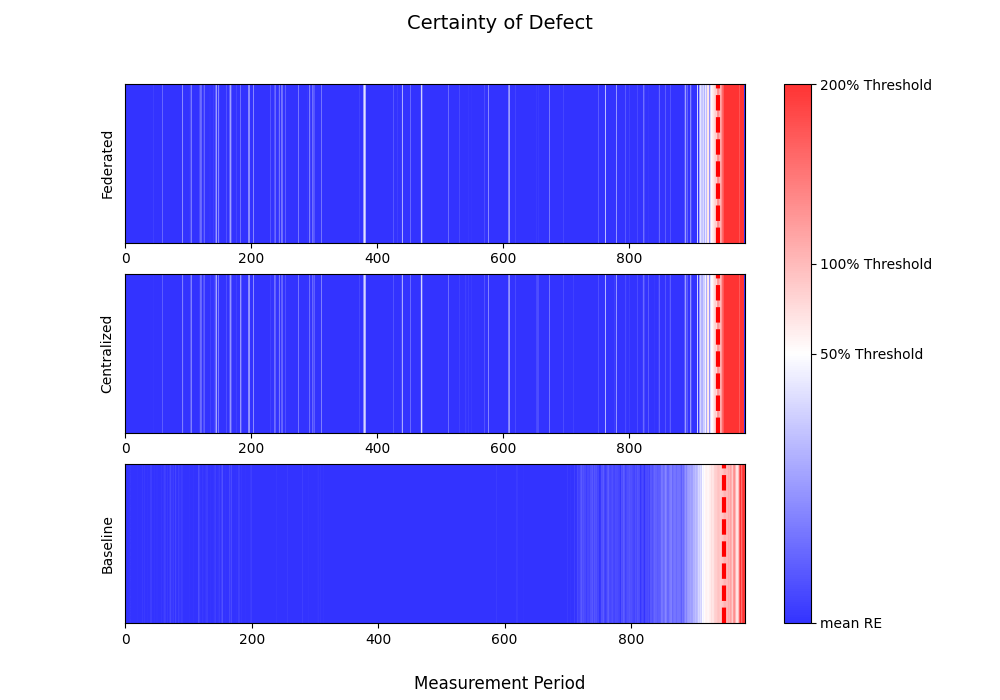 Certainty of Defect
Federated
0 200 400 600 800
Centralized
0 200 400 600 800
Baseline
0 200 400 600 800
Measurement Period
200% Threshold
100% Threshold
50% Threshold
mean RE